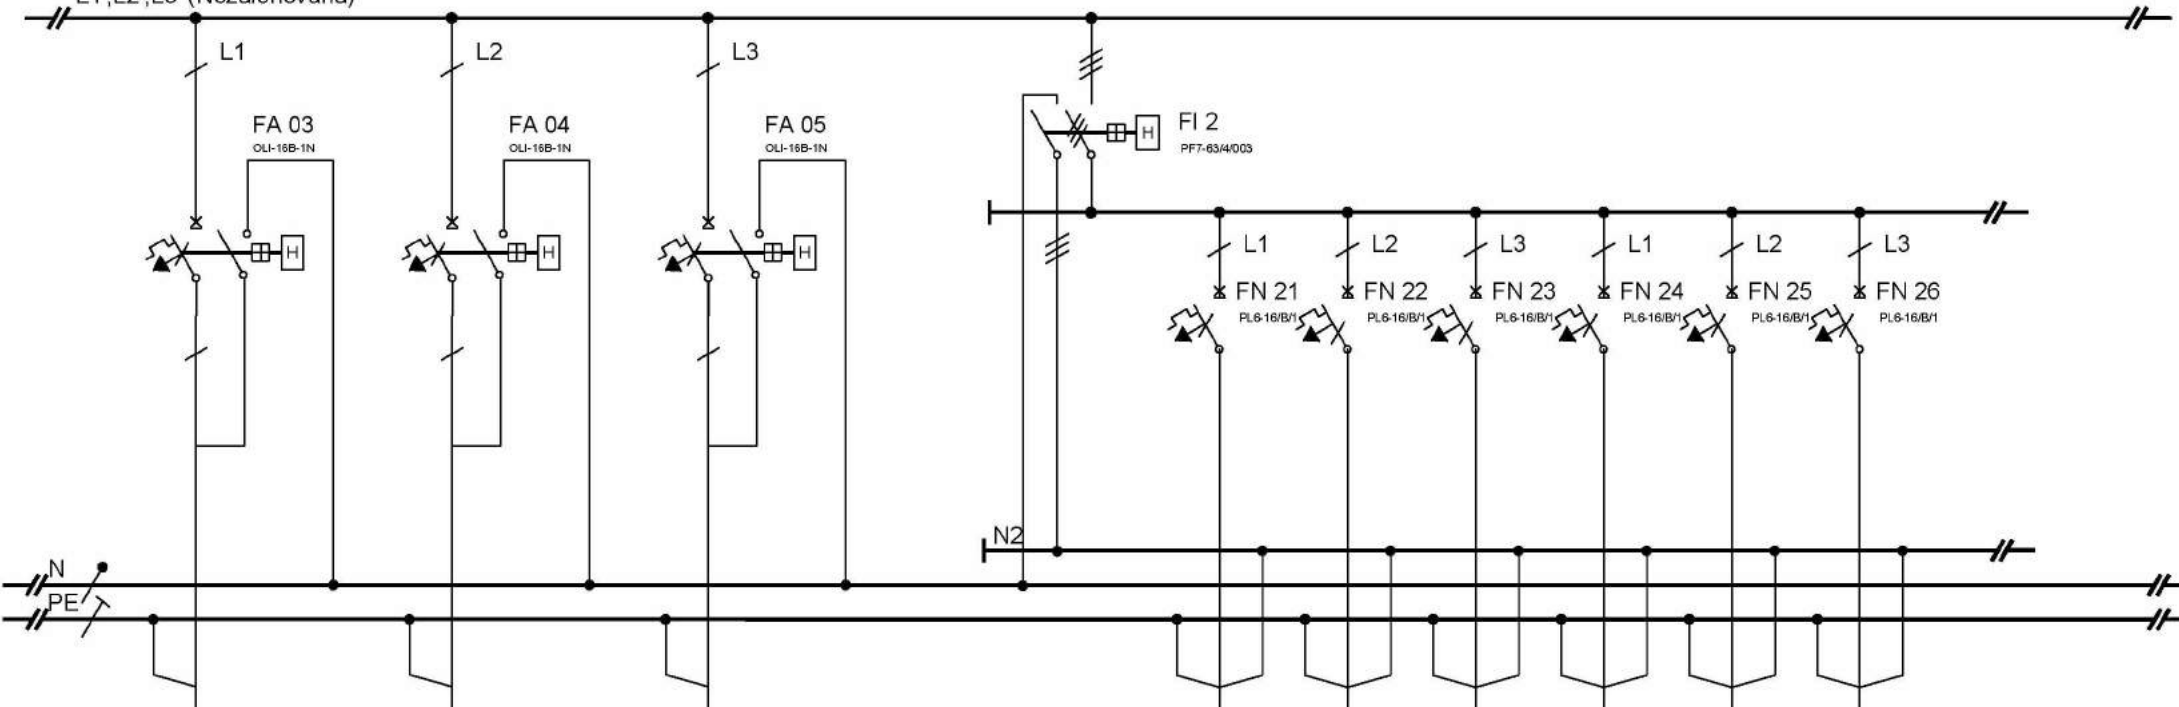 L1 L2 L3
FA 03 FA 04 FA 05 FI 2
OLI-16B-1N OLI-16B-1N OLI-16B-1N PF7-63/4/003
H
H H H
L1 L2 L3 L1 L2 L3
FN 21 FN 22 FN 23 FN 24 FN 25 FN 26
PL6-16/B/1 PL6-16/B/1 PL6-16/B/1 PL6-16/B/1 PL6-16/B/1 PL6-16/B/1
N2
N
PE